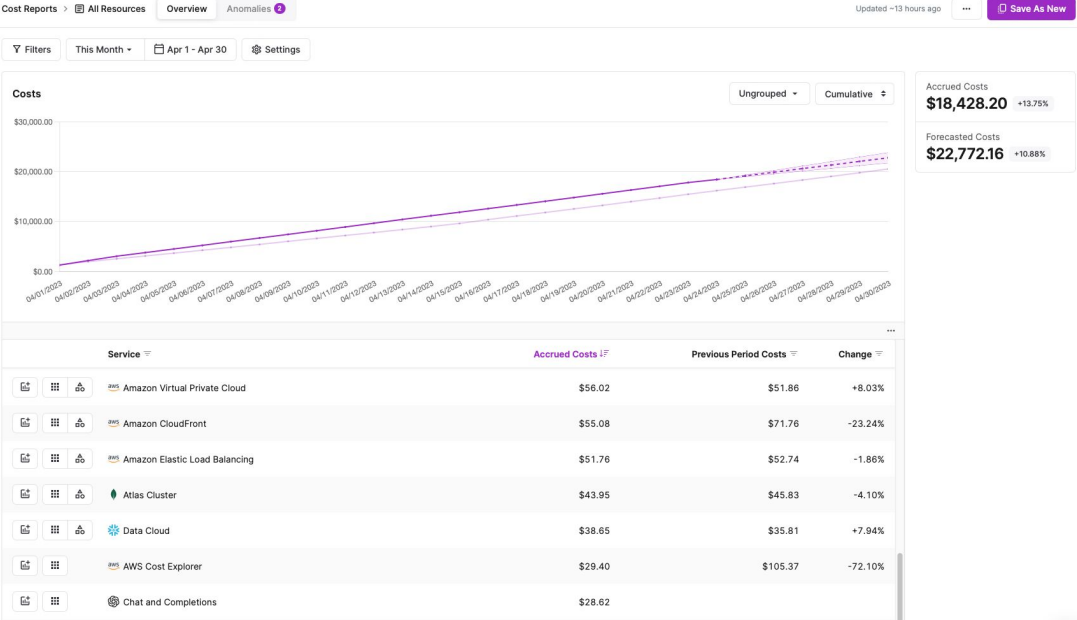 Cost Reports > All Resources Overview Anomalies 2 Updated ~13 hours ago ... Save As New
Filters This Month Apr 1 - Apr 30 Settings
Costs Ungrouped Cumulative
$30,000.00
$20,000.00
$10,000.00
$0.00
04/01/2023 04/02/2023 04/03/2023 04/04/2023 04/05/2023 04/06/2023 04/07/2023 04/08/2023 04/09/2023 04/10/2023 04/11/2023 04/12/2023 04/13/2023 04/14/2023 04/15/2023 04/16/2023 04/17/2023 04/18/2023 04/19/2023 04/20/2023 04/21/2023 04/22/2023 04/23/2023 04/24/2023 04/25/2023 04/26/2023 04/27/2023 04/28/2023 04/29/2023 04/30/2023
Accrued Costs
$18,428.20 +13.75%
Forecasted Costs
$22,772.16 +10.88%
...
Service Accrued Costs Previous Period Costs Change
aws Amazon Virtual Private Cloud $56.02 $51.86 +8.03%
aws Amazon CloudFront $55.08 $71.76 -23.24%
aws Amazon Elastic Load Balancing $51.76 $52.74 -1.86%
Atlas Cluster $43.95 $45.83 -4.10%
Data Cloud $38.65 $35.81 +7.94%
aws AWS Cost Explorer $29.40 $105.37 -72.10%
Chat and Completions $28.62